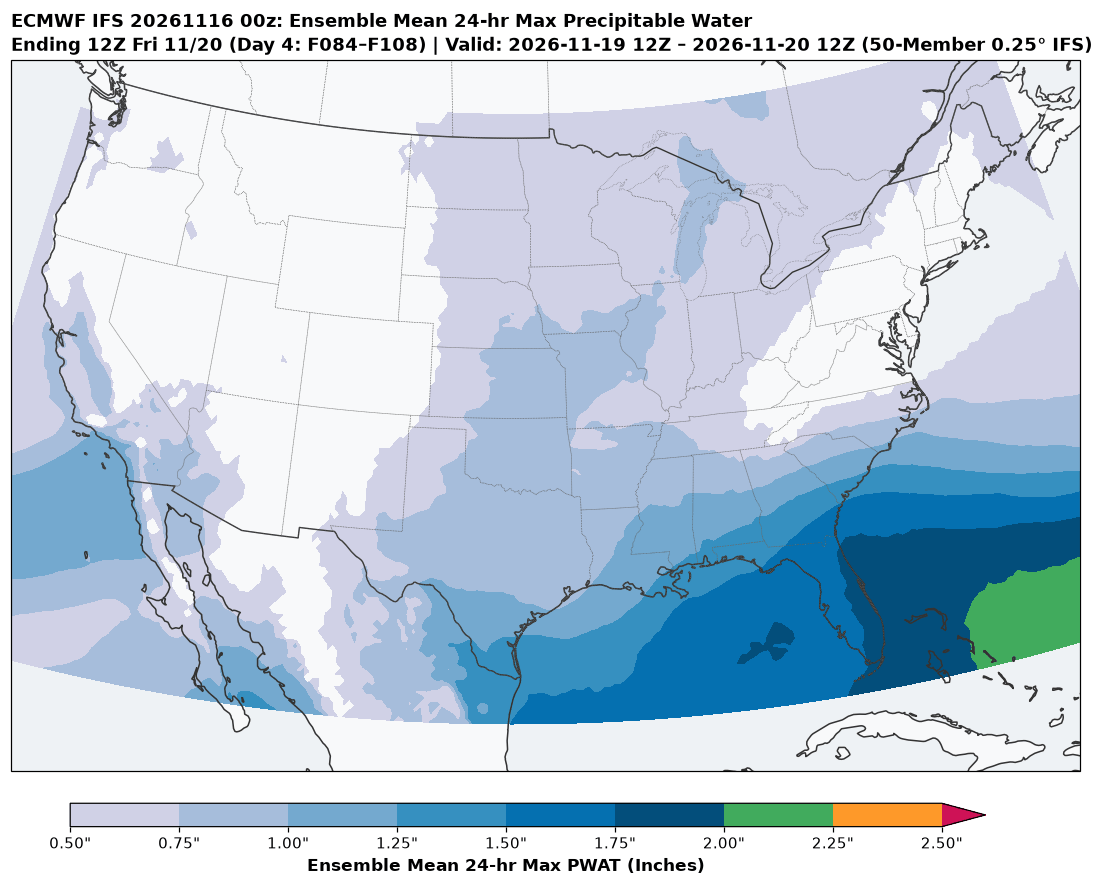 ECMWF IFS 20261116 00z: Ensemble Mean 24-hr Max Precipitable Water
Ending 12Z Fri 11/20 (Day 4: F084–F108) | Valid: 2026-11-19 12Z – 2026-11-20 12Z (50-Member 0.25° IFS)
0.50" 0.75" 1.00" 1.25" 1.50" 1.75" 2.00" 2.25" 2.50"
Ensemble Mean 24-hr Max PWAT (Inches)